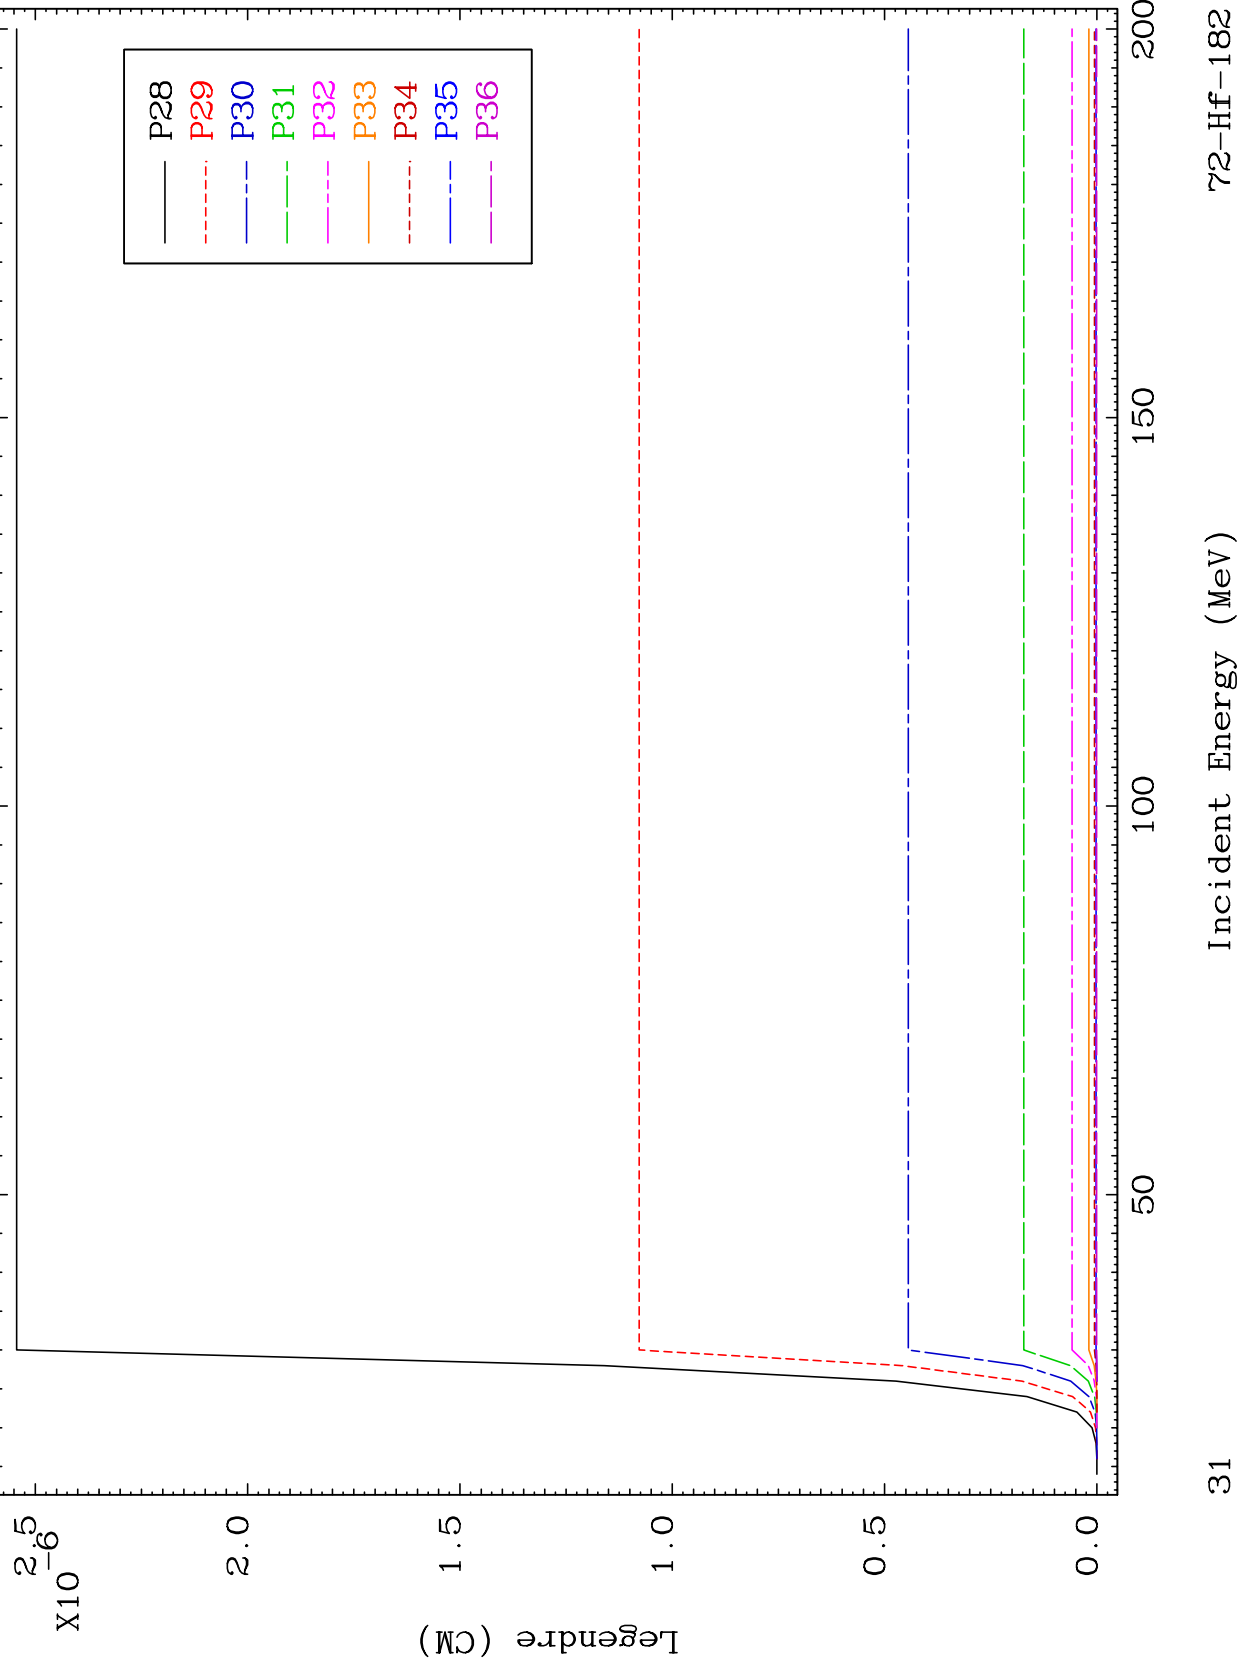 X10-6
2.5
2.0
1.5
1.0
0.5
0.0
Legendre (CM)
P28
P29
P30
P31
P32
P33
P34
P35
P36
50
100
150
200
Incident Energy (MeV)
31
72-Hf-182